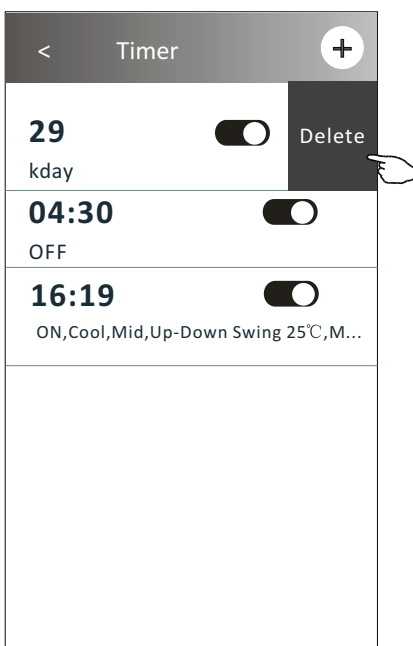 < Timer +
29
Delete
kday
04:30
OFF
16:19
ON,Cool,Mid,Up-Down Swing 25℃,M...